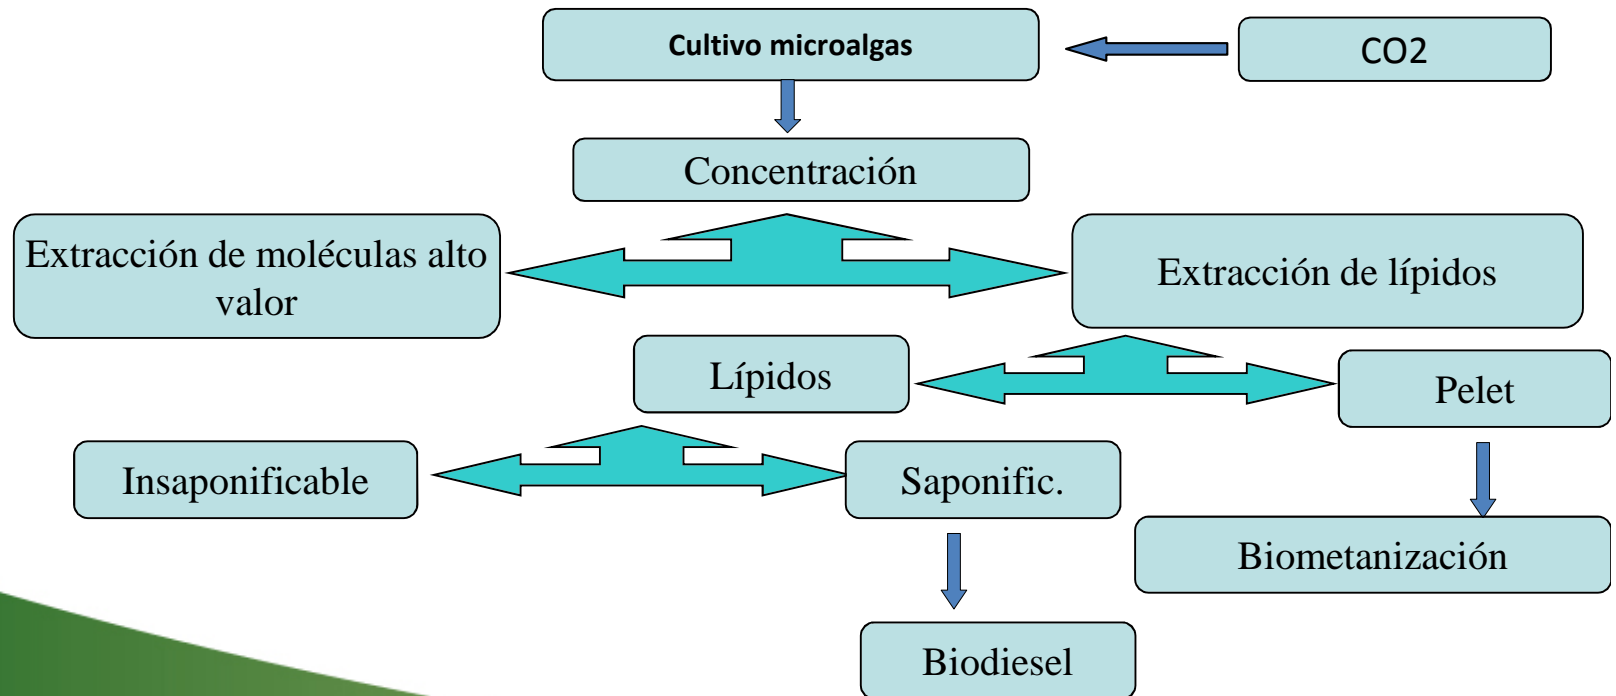 Cultivo microalgas
CO2
Concentración
Extracción de moléculas alto
valor
Extracción de lípidos
Lípidos
Pelet
Insaponificable
Saponific.
Biometanización
Biodiesel